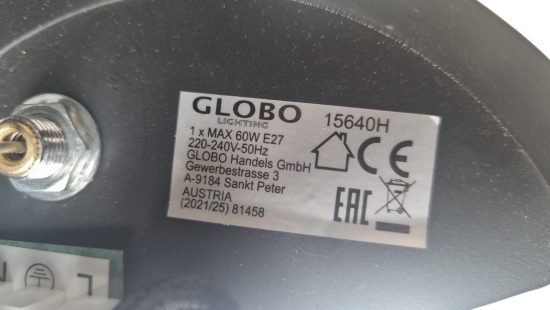 GLOBO
LIGHTING
15640H
1 x MAX 60W E27
220-240V~50Hz
GLOBO Handels GmbH
Gewerbestrasse 3
A-9184 Sankt Peter
AUSTRIA
(2021/25) 81458
CE
EAC
N L